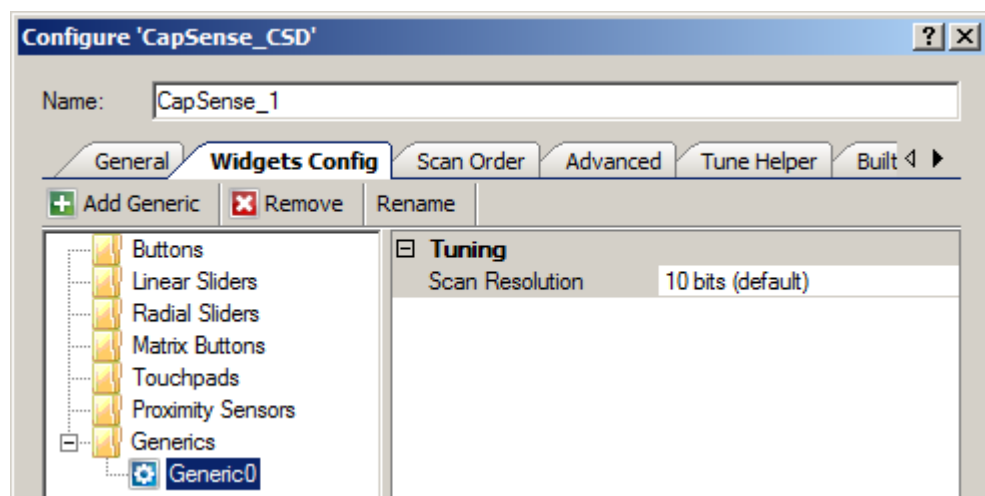 Configure 'CapSense_CSD'
Name: CapSense_1
General Widgets Config Scan Order Advanced Tune Helper Built
Add Generic Remove Rename
Buttons
Linear Sliders
Radial Sliders
Matrix Buttons
Touchpads
Proximity Sensors
Generics
Generic0
Tuning
Scan Resolution 10 bits (default)